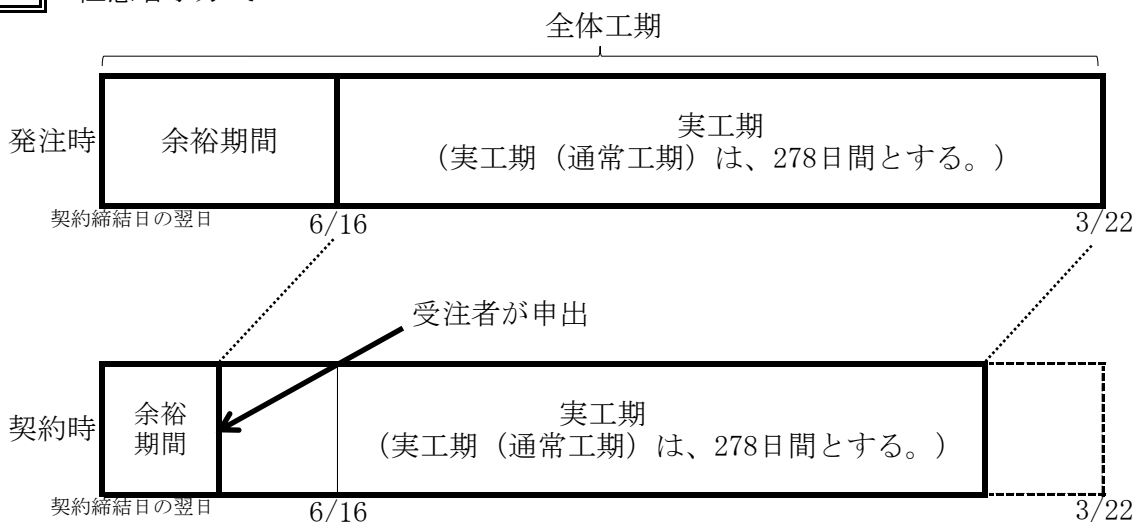 全体工期
発注時
余裕期間
実工期
（実工期（通常工期）は、278日間とする。）
契約締結日の翌日
6/16
3/22
受注者が申出
契約時
余裕
期間
実工期
（実工期（通常工期）は、278日間とする。）
契約締結日の翌日
6/16
3/22